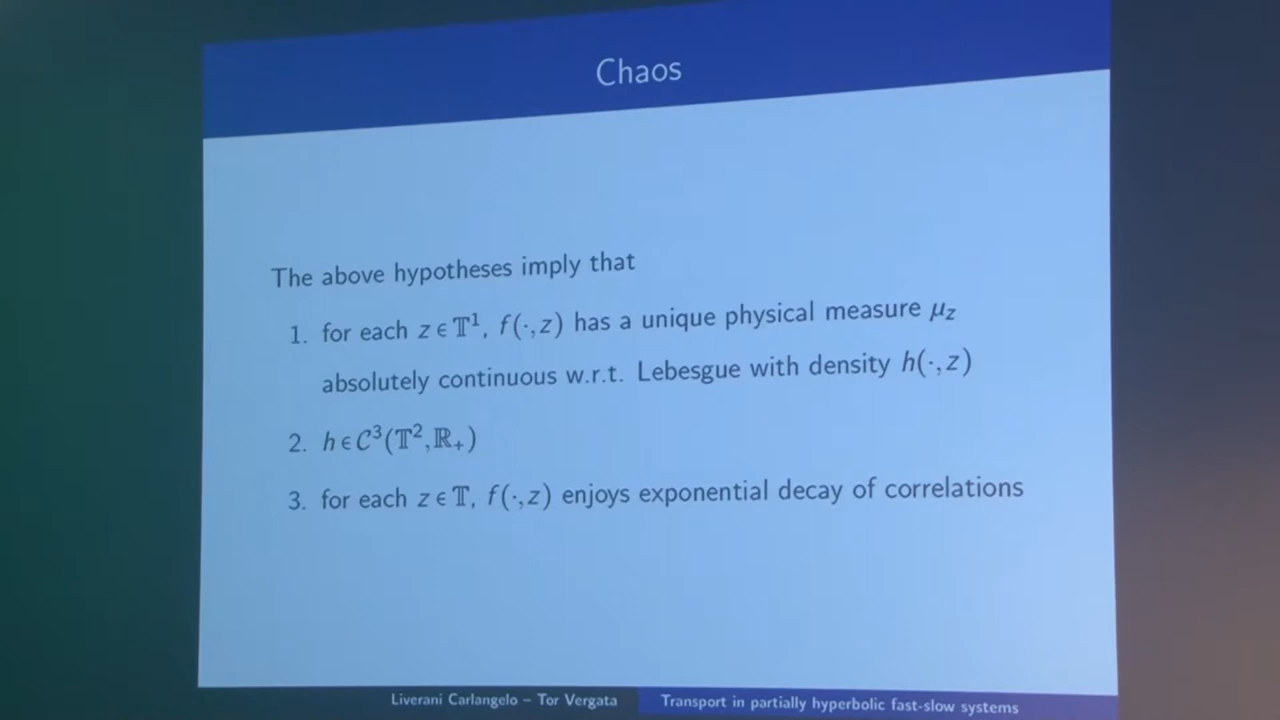 Chaos
The above hypotheses imply that
1. for each z ∈ 𝕋¹, f(·,z) has a unique physical measure μ_z
absolutely continuous w.r.t. Lebesgue with density h(·,z)
2. h ∈ 𝒞³(𝕋²,ℝ₊)
3. for each z ∈ 𝕋, f(·,z) enjoys exponential decay of correlations
Liverani Carlangelo – Tor Vergata
Transport in partially hyperbolic fast-slow systems